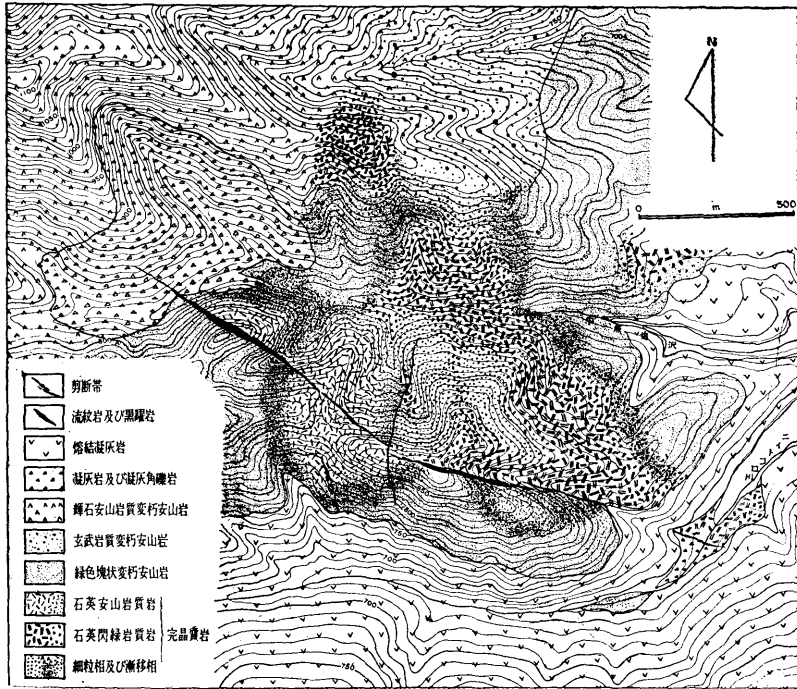 N
0 m 500
剪断帯
流紋岩及び黒曜岩
熔結凝灰岩
凝灰岩及び凝灰角礫岩
輝石安山岩質変朽安山岩
玄武岩質変朽安山岩
緑色塊状変朽安山岩
石英安山岩質岩
石英閃緑岩質岩
完晶質岩
細粒相及び漸移相
700
786